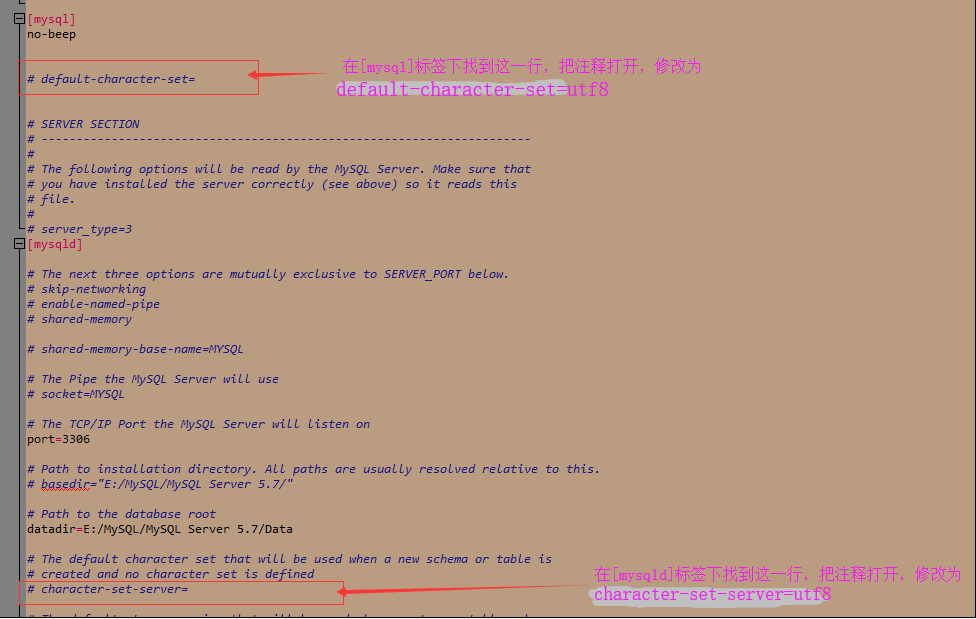 [mysql]
no-beep
# default-character-set=
在[mysql]标签下找到这一行，把注释打开，修改为
default-character-set=utf8
# SERVER SECTION
# ----------------------------------------------------------------------
#
# The following options will be read by the MySQL Server. Make sure that
# you have installed the server correctly (see above) so it reads this
# file.
#
# server_type=3
[mysqld]
# The next three options are mutually exclusive to SERVER_PORT below.
# skip-networking
# enable-named-pipe
# shared-memory
# shared-memory-base-name=MYSQL
# The Pipe the MySQL Server will use
# socket=MYSQL
# The TCP/IP Port the MySQL Server will listen on
port=3306
# Path to installation directory. All paths are usually resolved relative to this.
# basedir="E:/MySQL/MySQL Server 5.7/"
# Path to the database root
datadir=E:/MySQL/MySQL Server 5.7/Data
# The default character set that will be used when a new schema or table is
# created and no character set is defined
# character-set-server=
在[mysqld]标签下找到这一行，把注释打开，修改为
character-set-server=utf8